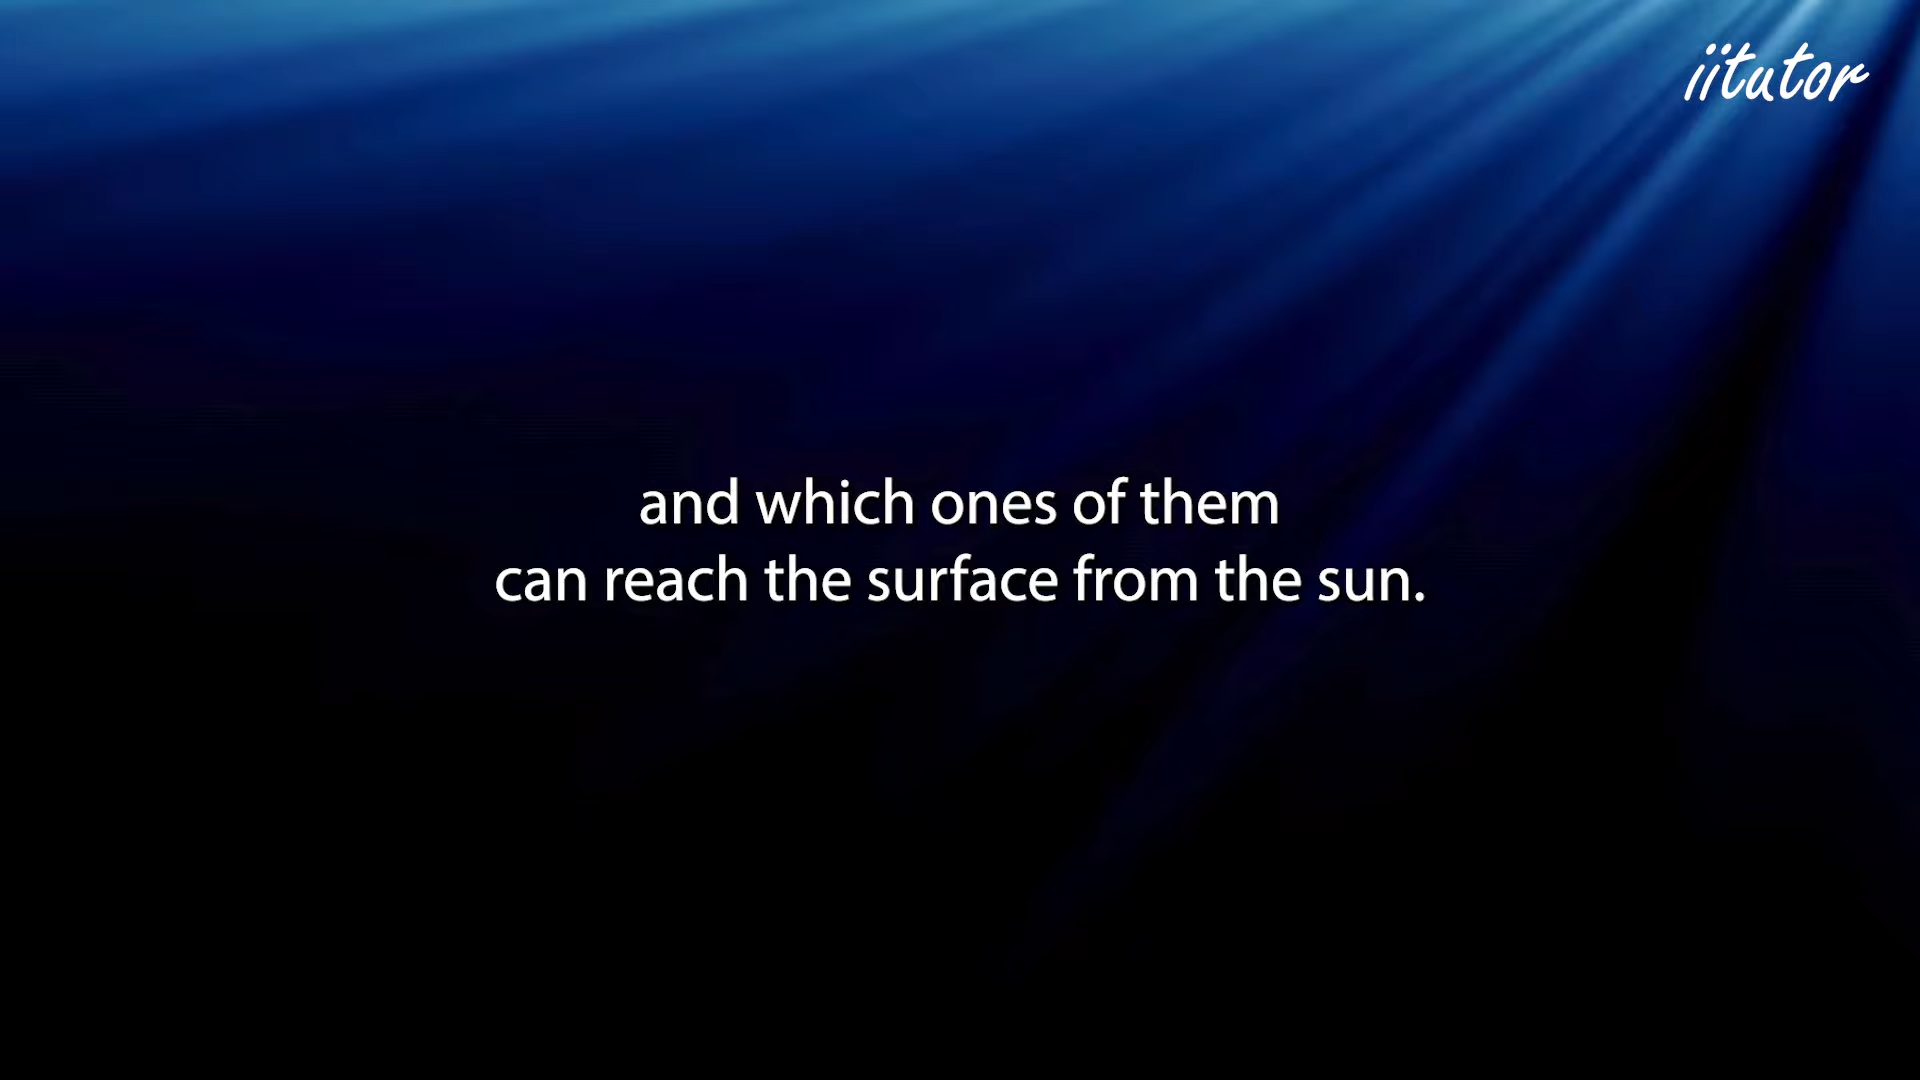 iitutor
and which ones of them
can reach the surface from the sun.